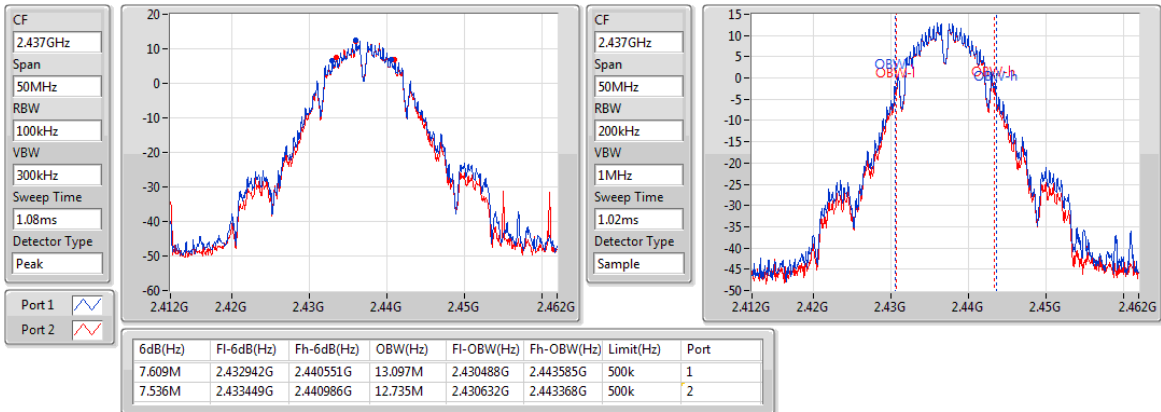 CF
2.437GHz
Span
50MHz
RBW
100kHz
VBW
300kHz
Sweep Time
1.08ms
Detector Type
Peak
Port 1
Port 2
20
10
0
-10
-20
-30
-40
-50
-60
2.412G 2.42G 2.43G 2.44G 2.45G 2.462G
CF
2.437GHz
Span
50MHz
RBW
200kHz
VBW
1MHz
Sweep Time
1.02ms
Detector Type
Sample
15
10
5
0
-5
-10
-15
-20
-25
-30
-35
-40
-45
-50
OBW-l
OBW-h
OBW-h
2.412G 2.42G 2.43G 2.44G 2.45G 2.462G
6dB(Hz) Fl-6dB(Hz) Fh-6dB(Hz) OBW(Hz) Fl-OBW(Hz) Fh-OBW(Hz) Limit(Hz) Port
7.609M 2.432942G 2.440551G 13.097M 2.430488G 2.443585G 500k 1
7.536M 2.433449G 2.440986G 12.735M 2.430632G 2.443368G 500k 2